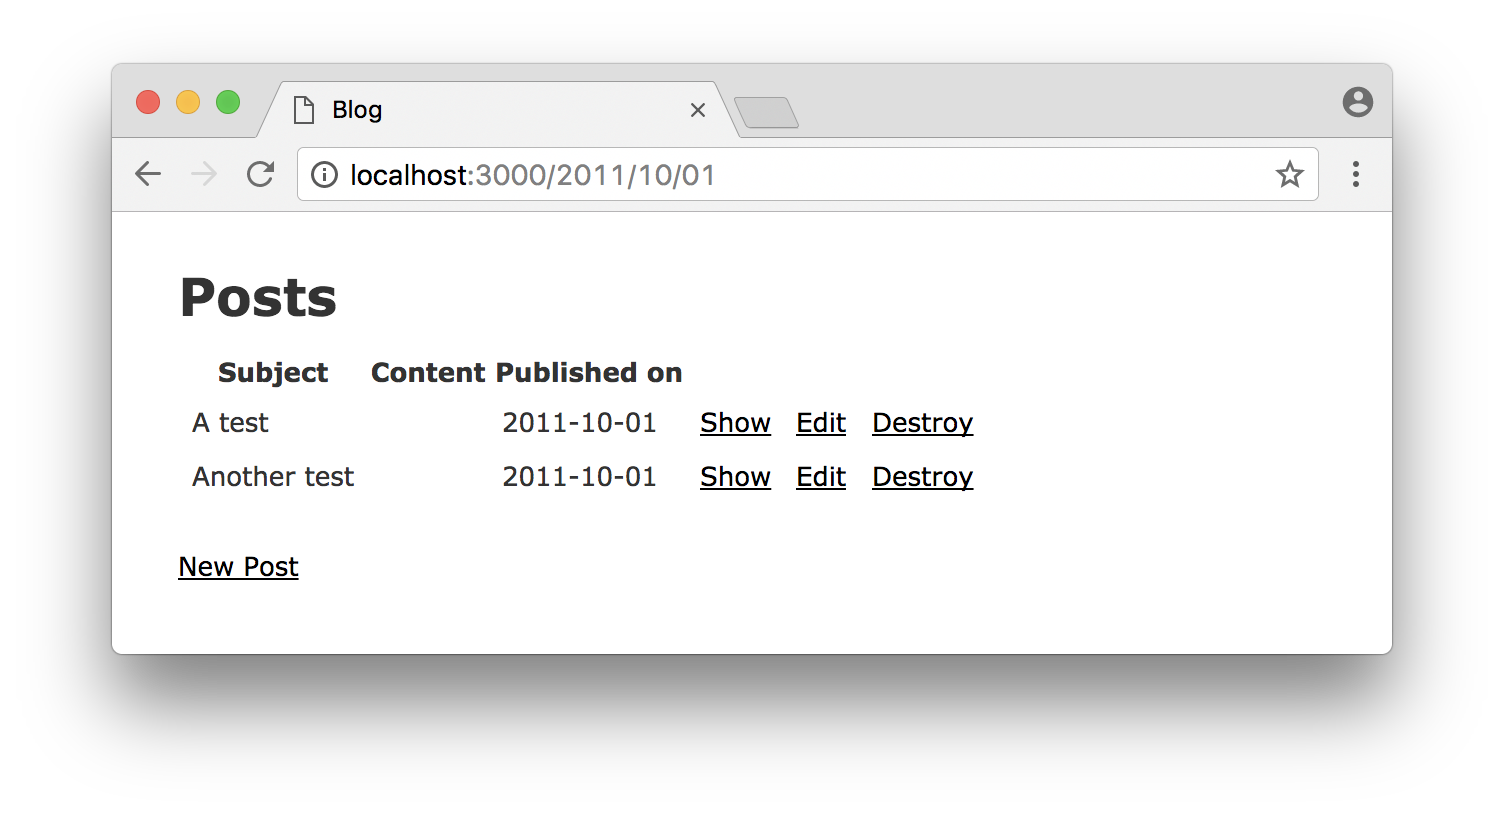 Blog
localhost:3000/2011/10/01
Posts
Subject Content Published on
A test 2011-10-01 Show Edit Destroy
Another test 2011-10-01 Show Edit Destroy
New Post